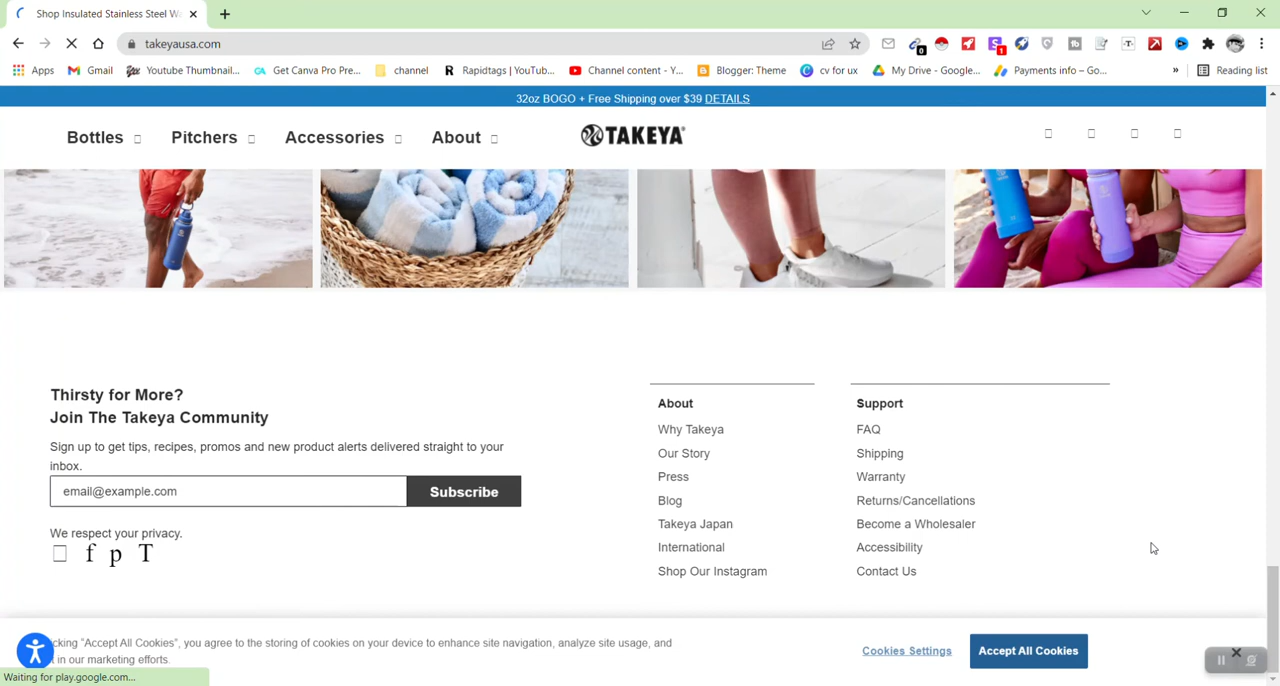 Shop Insulated Stainless Steel W
takeyausa.com
0
1
Apps
Gmail
Youtube Thumbnail...
Get Canva Pro Pre...
channel
Rapidtags | YouTub...
Channel content - Y...
Blogger: Theme
cv for ux
My Drive - Google...
Payments info – Go...
»
Reading list
32oz BOGO + Free Shipping over $39 DETAILS
Bottles
Pitchers
Accessories
About
TAKEYA
Thirsty for More?
Join The Takeya Community
Sign up to get tips, recipes, promos and new product alerts delivered straight to your
inbox.
email@example.com
Subscribe
We respect your privacy.
f p T
About
Why Takeya
Our Story
Press
Blog
Takeya Japan
International
Shop Our Instagram
Support
FAQ
Shipping
Warranty
Returns/Cancellations
Become a Wholesaler
Accessibility
Contact Us
cking "Accept All Cookies", you agree to the storing of cookies on your device to enhance site navigation, analyze site usage, and
t in our marketing efforts.
Cookies Settings
Accept All Cookies
Waiting for play.google.com...